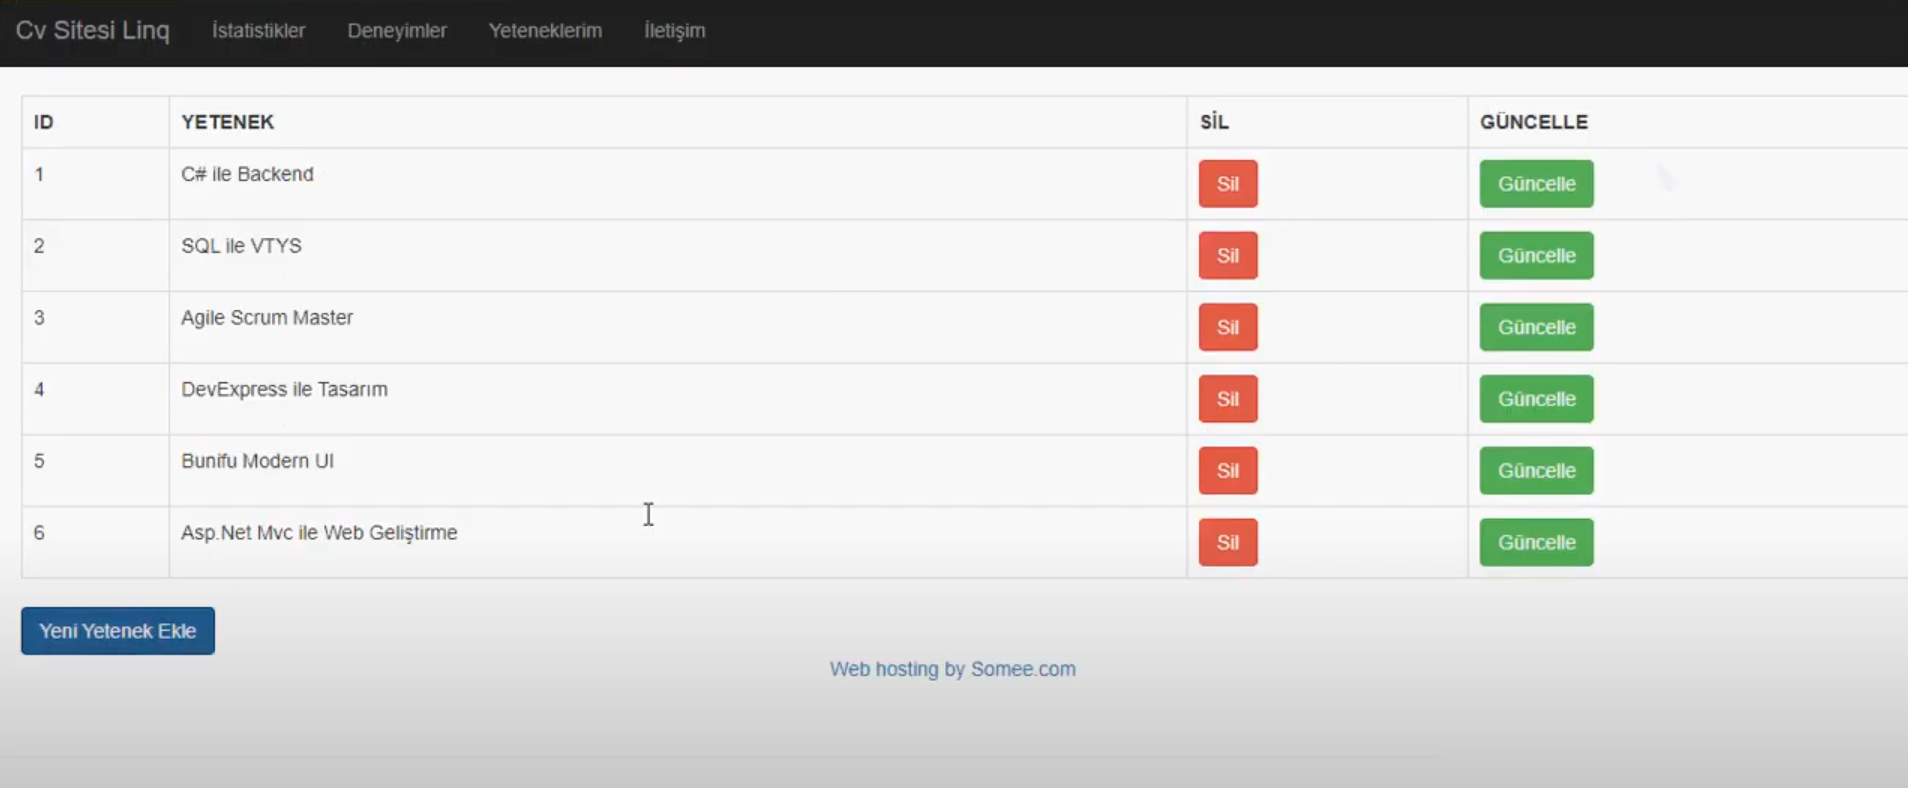 Cv Sitesi Linq İstatistikler Deneyimler Yeteneklerim İletişim
ID YETENEK SİL GÜNCELLE
1 C# ile Backend Sil Güncelle
2 SQL ile VTYS Sil Güncelle
3 Agile Scrum Master Sil Güncelle
4 DevExpress ile Tasarım Sil Güncelle
5 Bunifu Modern UI Sil Güncelle
6 Asp.Net Mvc ile Web Geliştirme Sil Güncelle
Yeni Yetenek Ekle
Web hosting by Somee.com